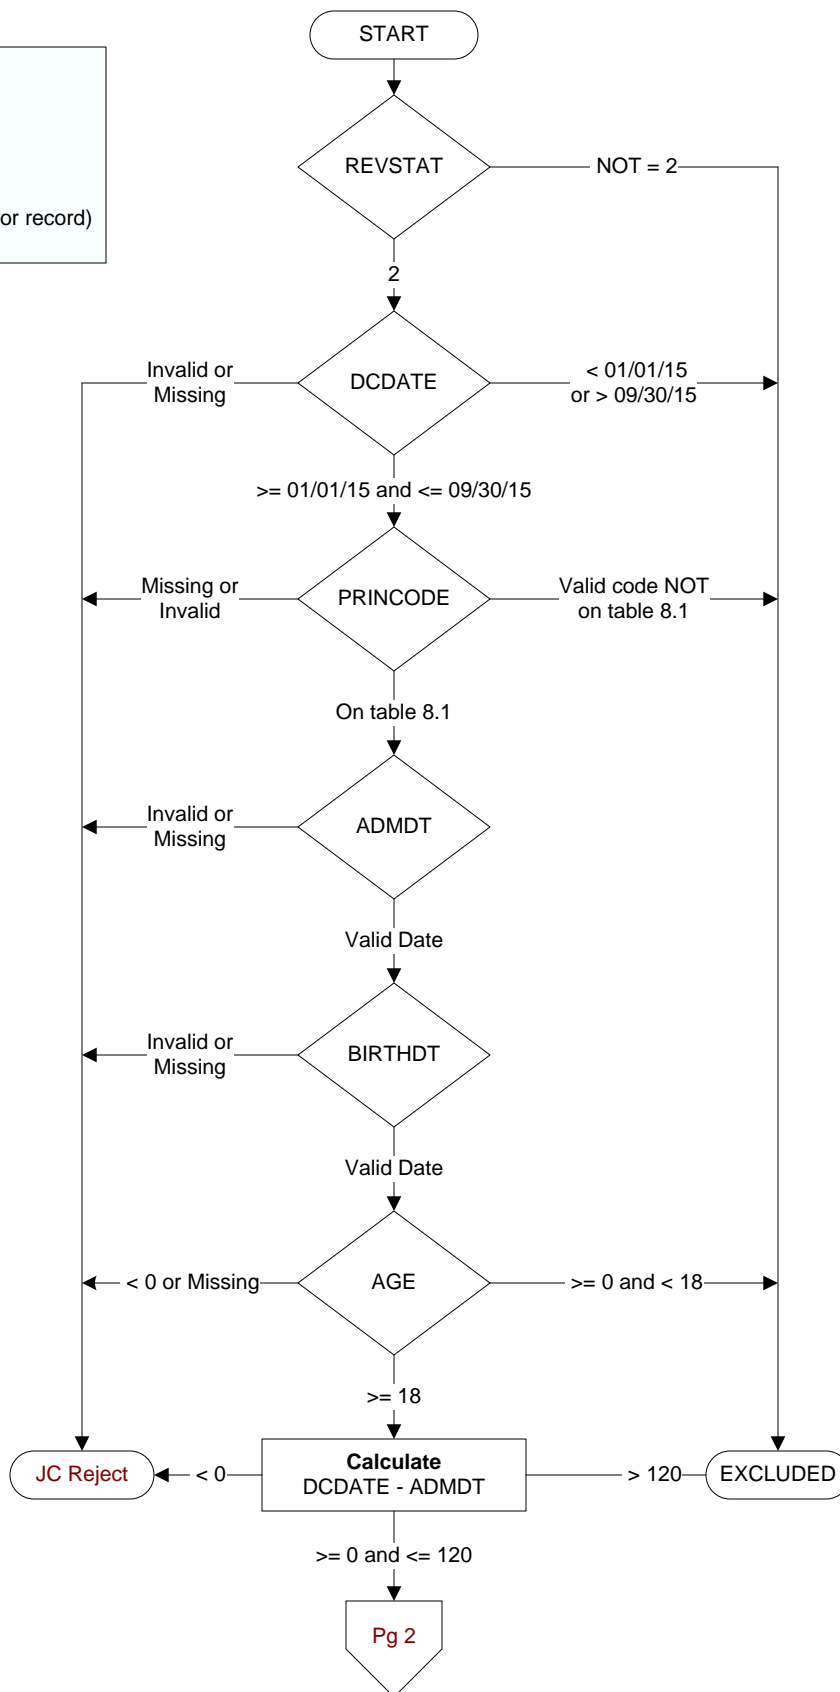 START
or record)
REVSTAT
NOT = 2
2
Invalid or
Missing
DCDATE
< 01/01/15
or > 09/30/15
>= 01/01/15 and <= 09/30/15
Missing or
Invalid
PRINCODE
Valid code NOT
on table 8.1
On table 8.1
Invalid or
Missing
ADMDT
Valid Date
Invalid or
Missing
BIRTHDT
Valid Date
< 0 or Missing
AGE
>= 0 and < 18
>= 18
JC Reject
< 0
Calculate
DCDATE - ADMDT
> 120
EXCLUDED
>= 0 and <= 120
Pg 2